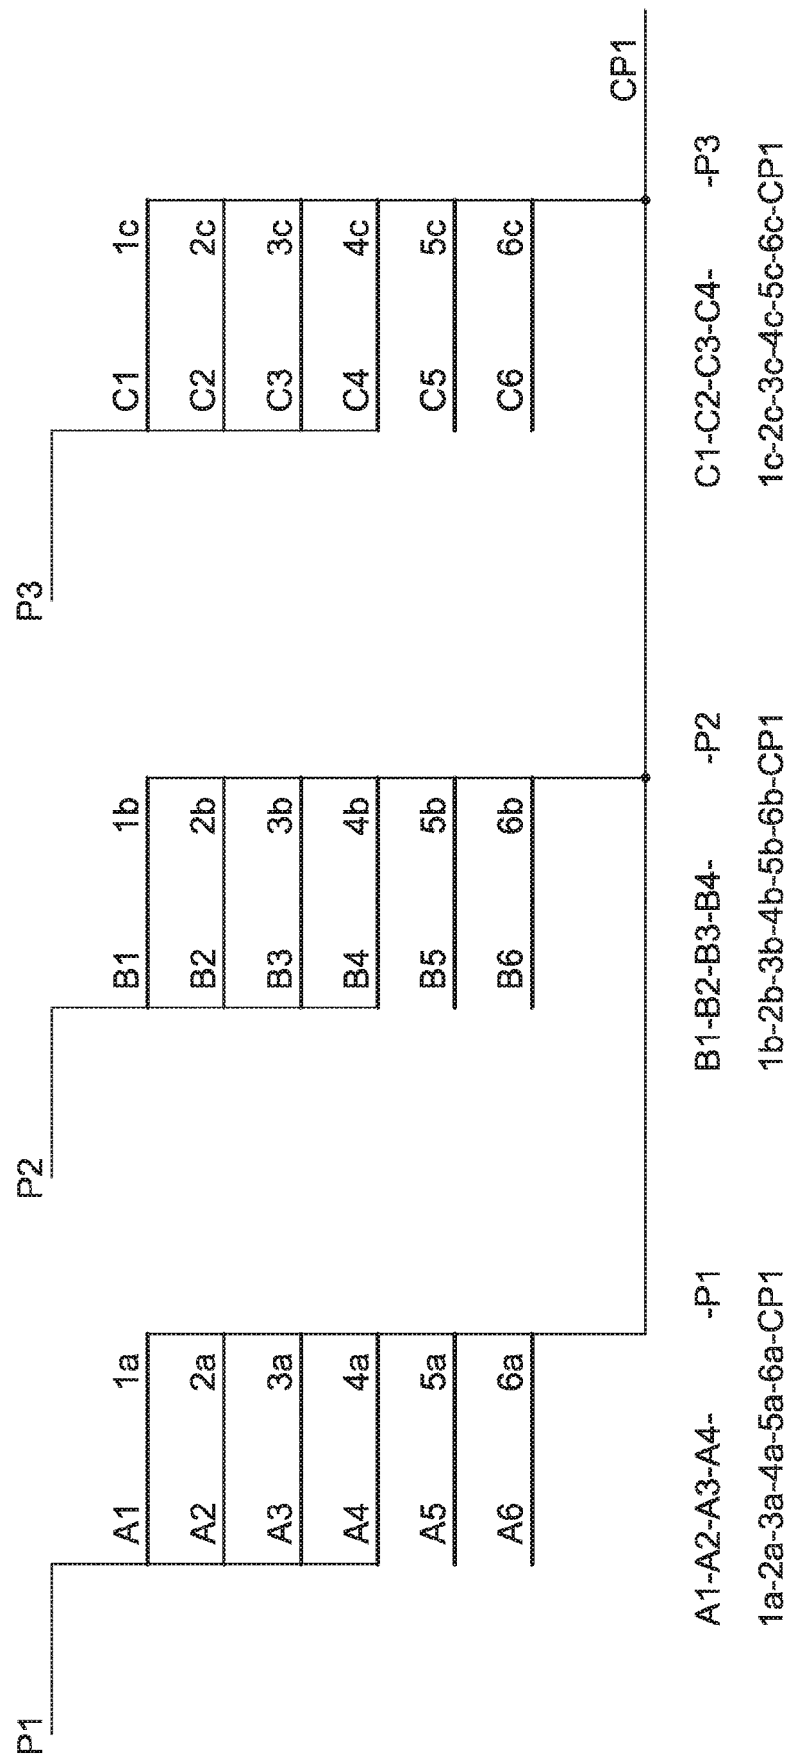 P1 P2 P3
A1 1a B1 1b C1 1c
A2 2a B2 2b C2 2c
A3 3a B3 3b C3 3c
A4 4a B4 4b C4 4c
A5 5a B5 5b C5 5c
A6 6a B6 6b C6 6c
CP1
A1-A2-A3-A4- -P1
1a-2a-3a-4a-5a-6a-CP1
B1-B2-B3-B4- -P2
1b-2b-3b-4b-5b-6b-CP1
C1-C2-C3-C4- -P3
1c-2c-3c-4c-5c-6c-CP1